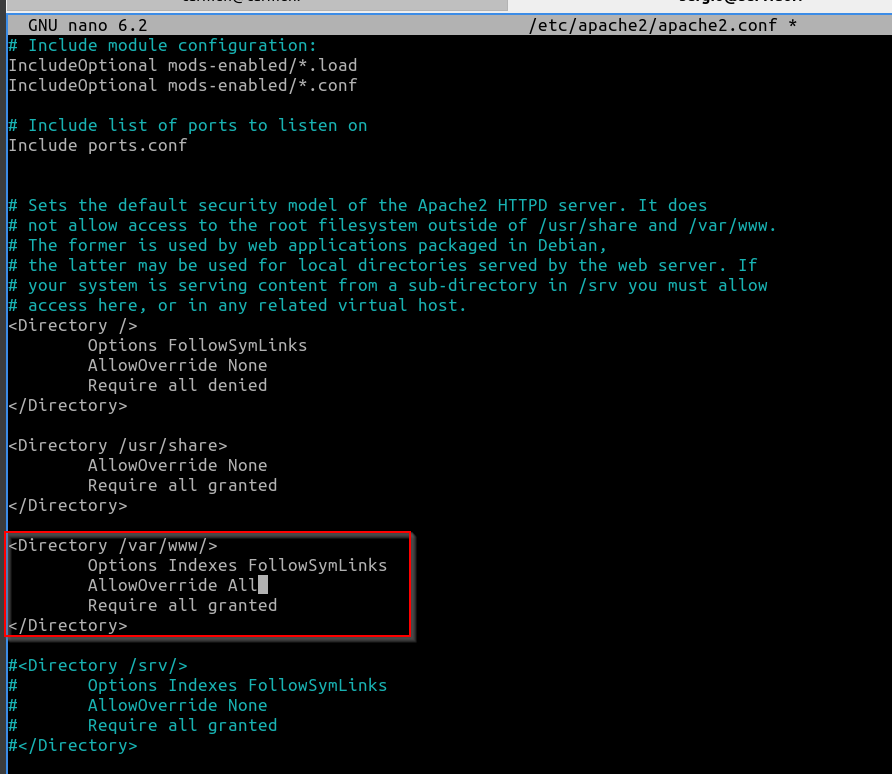 GNU nano 6.2 /etc/apache2/apache2.conf *
# Include module configuration:
IncludeOptional mods-enabled/*.load
IncludeOptional mods-enabled/*.conf
# Include list of ports to listen on
Include ports.conf
# Sets the default security model of the Apache2 HTTPD server. It does
# not allow access to the root filesystem outside of /usr/share and /var/www.
# The former is used by web applications packaged in Debian,
# the latter may be used for local directories served by the web server. If
# your system is serving content from a sub-directory in /srv you must allow
# access here, or in any related virtual host.
<Directory />
        Options FollowSymLinks
        AllowOverride None
        Require all denied
</Directory>
<Directory /usr/share>
        AllowOverride None
        Require all granted
</Directory>
<Directory /var/www/>
        Options Indexes FollowSymLinks
        AllowOverride All
        Require all granted
</Directory>
#<Directory /srv/>
#       Options Indexes FollowSymLinks
#       AllowOverride None
#       Require all granted
#</Directory>